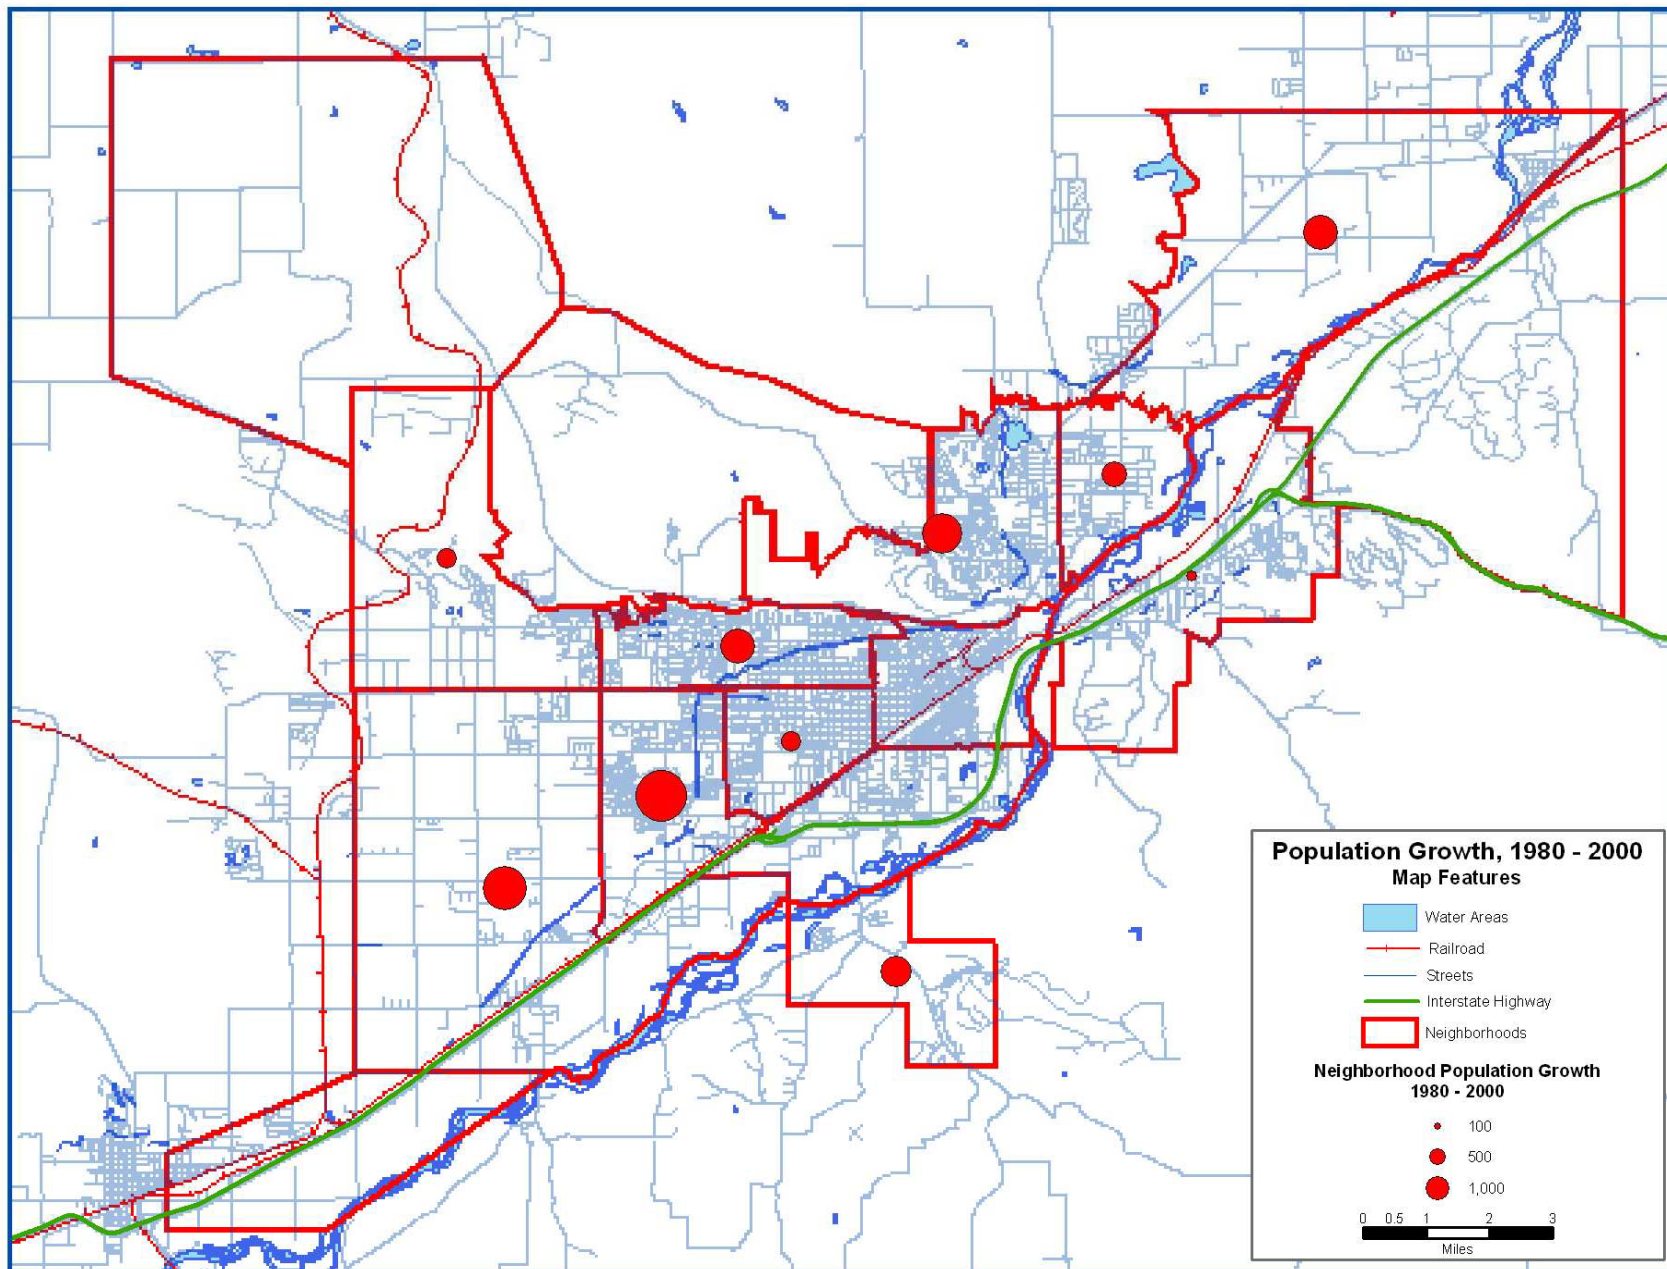 Population Growth, 1980 - 2000
Map Features
Water Areas
Railroad
Streets
Interstate Highway
Neighborhoods
Neighborhood Population Growth
1980 - 2000
100
500
1,000
0 0.5 1 2 3
Miles